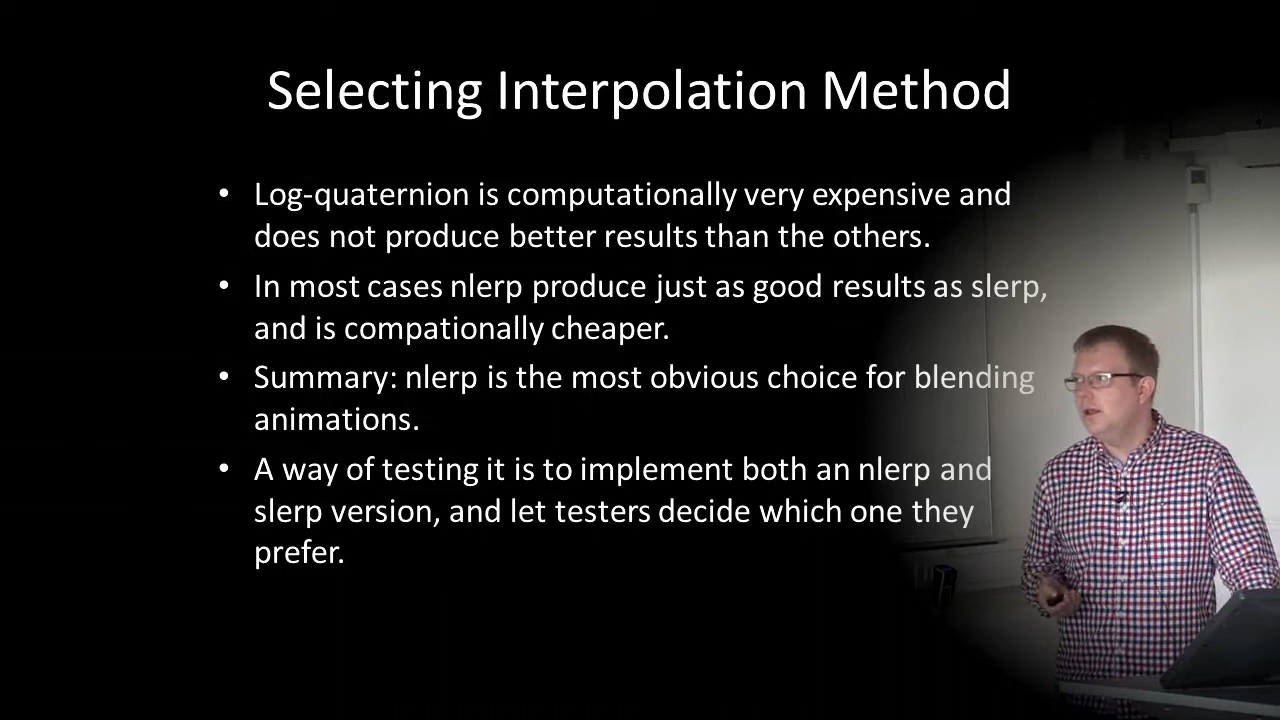 Selecting Interpolation Method
• Log-quaternion is computationally very expensive and
does not produce better results than the others.
• In most cases nlerp produce just as good results as slerp,
and is compationally cheaper.
• Summary: nlerp is the most obvious choice for blending
animations.
• A way of testing it is to implement both an nlerp and
slerp version, and let testers decide which one they
prefer.